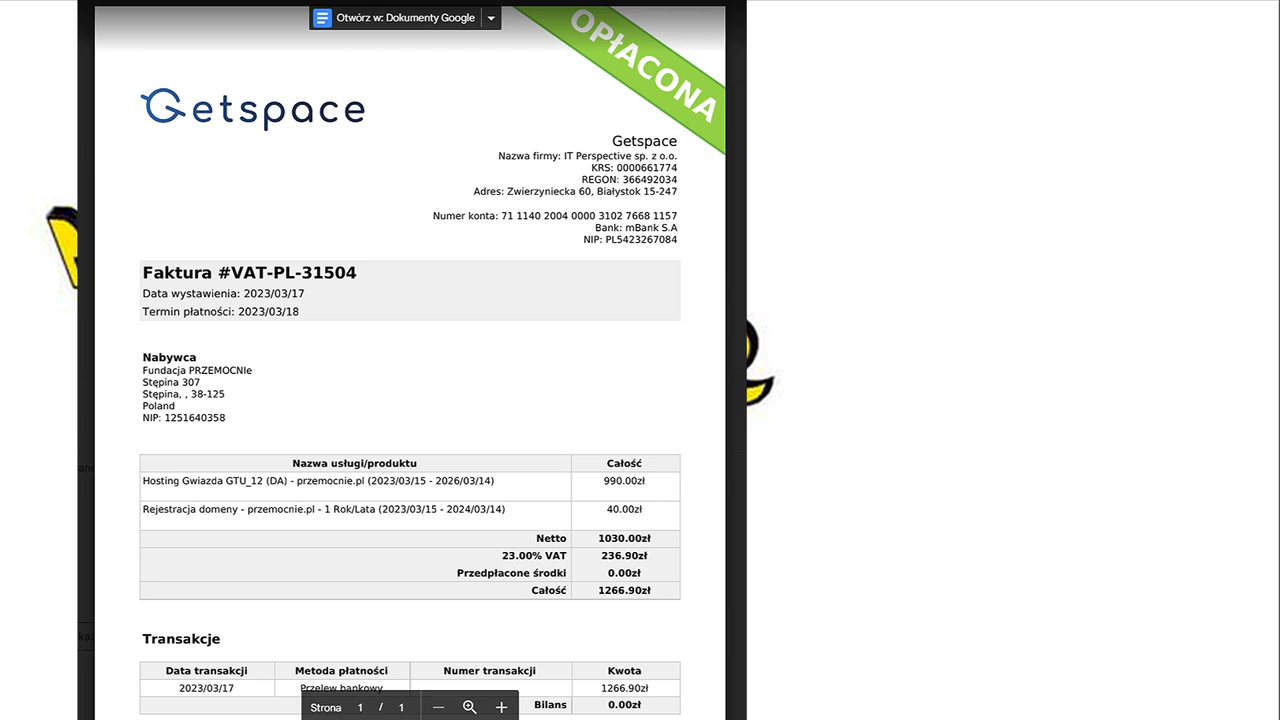 Otwórz w: Dokumenty Google
OPŁACONA
Getspace
Getspace
Nazwa firmy: IT Perspective sp. z o.o.
KRS: 0000661774
REGON: 366492034
Adres: Zwierzyniecka 60, Białystok 15-247
Numer konta: 71 1140 2004 0000 3102 7668 1157
Bank: mBank S.A
NIP: PL5423267084
Faktura #VAT-PL-31504
Data wystawienia: 2023/03/17
Termin płatności: 2023/03/18
Nabywca
Fundacja PRZEMOCNIe
Stępina 307
Stępina, , 38-125
Poland
NIP: 1251640358
Nazwa usługi/produktu Całość
Hosting Gwiazda GTU_12 (DA) - przemocnie.pl (2023/03/15 - 2026/03/14) 990.00zł
Rejestracja domeny - przemocnie.pl - 1 Rok/Lata (2023/03/15 - 2024/03/14) 40.00zł
Netto 1030.00zł
23.00% VAT 236.90zł
Przedpłacone środki 0.00zł
Całość 1266.90zł
Transakcje
Data transakcji Metoda płatności Numer transakcji Kwota
2023/03/17 Przelew bankowy 1266.90zł
Bilans 0.00zł
Strona 1 / 1